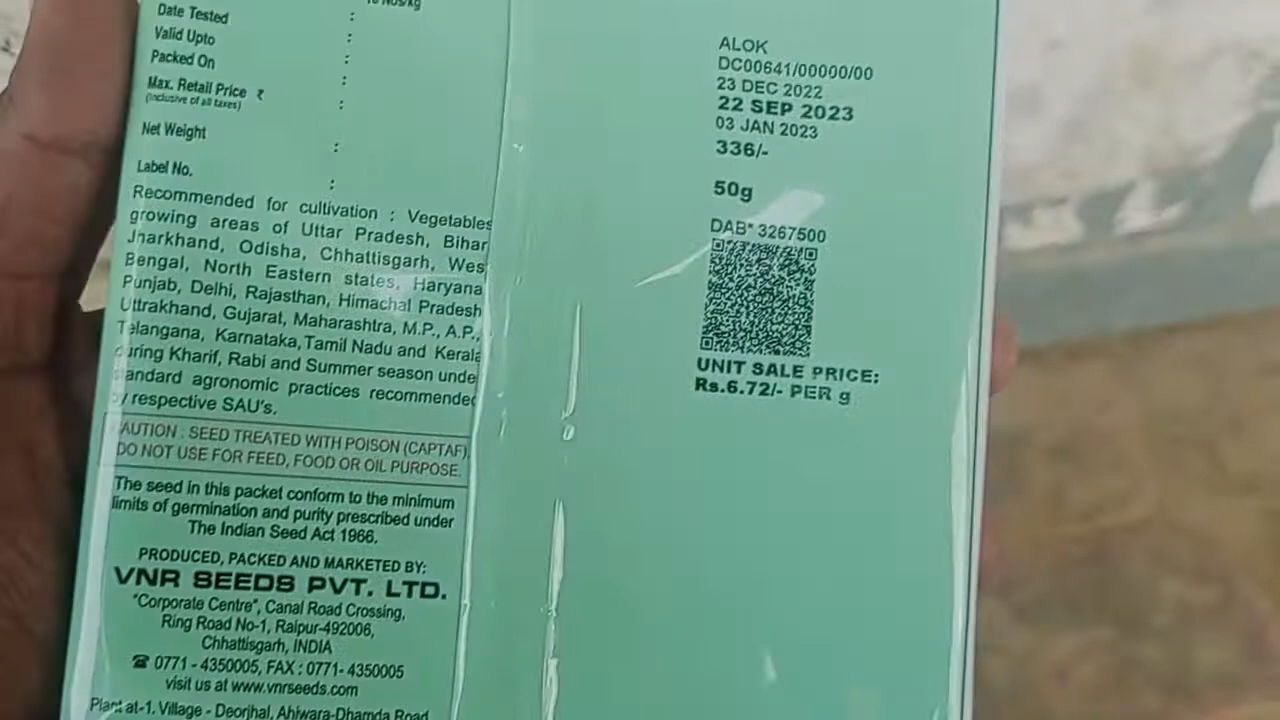 10 Nos/kg
Date Tested :
Valid Upto :
Packed On :
Max. Retail Price ₹ :
(inclusive of all taxes)
Net Weight :
Label No. :
Recommended for cultivation : Vegetables
growing areas of Uttar Pradesh, Bihar
Jharkhand, Odisha, Chhattisgarh, Wes
Bengal, North Eastern states, Haryana
Punjab, Delhi, Rajasthan, Himachal Pradesh
Uttrakhand, Gujarat, Maharashtra, M.P., A.P.,
Telangana, Karnataka, Tamil Nadu and Kerala
during Kharif, Rabi and Summer season unde
standard agronomic practices recommended
by respective SAU's.
CAUTION : SEED TREATED WITH POISON (CAPTAF).
DO NOT USE FOR FEED, FOOD OR OIL PURPOSE.
The seed in this packet conform to the minimum
limits of germination and purity prescribed under
The Indian Seed Act 1966.
PRODUCED, PACKED AND MARKETED BY:
VNR SEEDS PVT. LTD.
"Corporate Centre", Canal Road Crossing,
Ring Road No-1, Raipur-492006,
Chhattisgarh, INDIA
☎ 0771 - 4350005, FAX : 0771- 4350005
visit us at www.vnrseeds.com
Plant at-1. Village - Deorjhal, Ahiwara-Dhamda Road
ALOK
DC00641/00000/00
23 DEC 2022
22 SEP 2023
03 JAN 2023
336/-
50g
DAB* 3267500
UNIT SALE PRICE:
Rs.6.72/- PER g